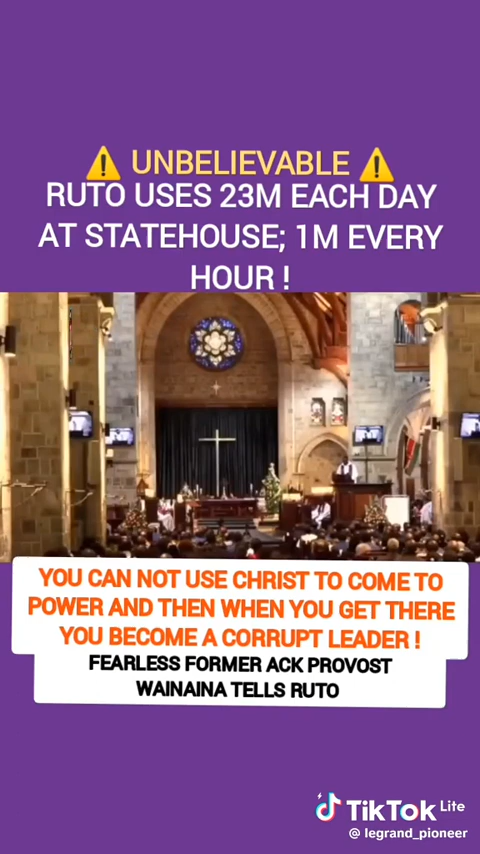 ⚠️ UNBELIEVABLE ⚠️
RUTO USES 23M EACH DAY
AT STATEHOUSE; 1M EVERY
HOUR !
YOU CAN NOT USE CHRIST TO COME TO
POWER AND THEN WHEN YOU GET THERE
YOU BECOME A CORRUPT LEADER !
FEARLESS FORMER ACK PROVOST
WAINAINA TELLS RUTO
TikTok Lite
@ legrand_pioneer